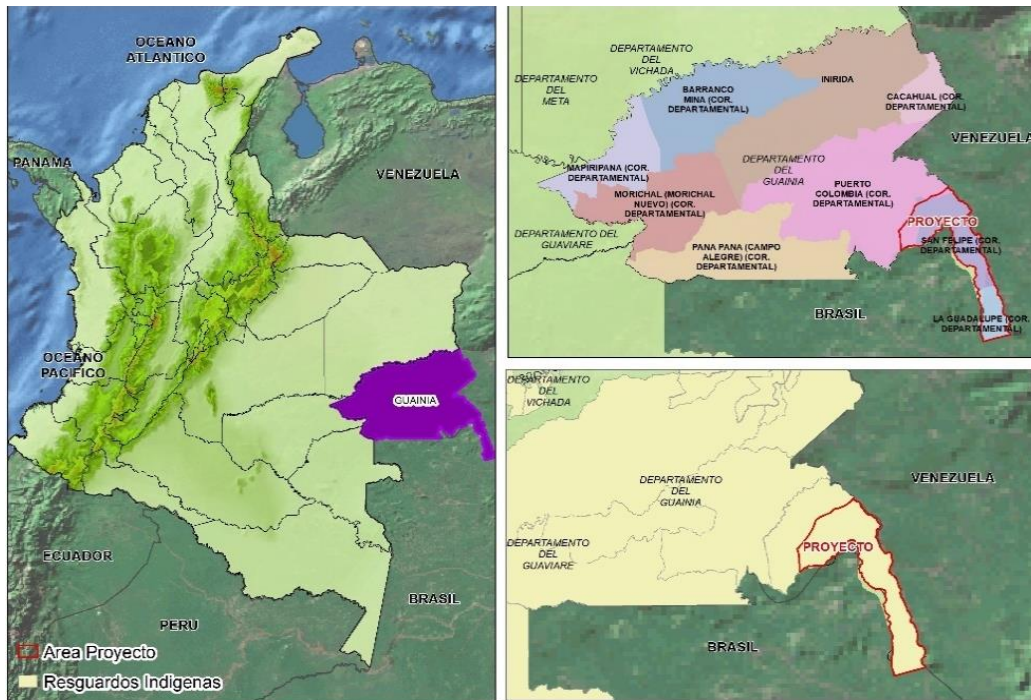 OCEANO
ATLANTICO
PANAMA
VENEZUELA
OCEANO
PACIFICO
GUAINIA
ECUADOR
PERU
BRASIL
Area Proyecto
Resguardos Indigenas
DEPARTAMENTO
DEL
VICHADA
DEPARTAMENTO
DEL
META
INIRIDA
BARRANCO
MINA (COR.
DEPARTAMENTAL)
CACAHUAL (COR.
DEPARTAMENTAL)
VENEZUELA
MAPIRIPANA (COR.
DEPARTAMENTAL)
DEPARTAMENTO
DEL
GUAINIA
MORICHAL (MORICHAL
NUEVO) (COR.
DEPARTAMENTAL)
PUERTO
COLOMBIA (COR.
DEPARTAMENTAL)
PROYECTO
DEPARTAMENTO DEL
GUAVIARE
SAN FELIPE (COR.
DEPARTAMENTAL)
PANA PANA (CAMPO
ALEGRE) (COR.
DEPARTAMENTAL)
BRASIL
LA GUADALUPE (COR.
DEPARTAMENTAL)
DEPARTAMENTO
DEL
VICHADA
VENEZUELA
DEPARTAMENTO
DEL
GUAINIA
DEPARTAMENTO
DEL
GUAVIARE
PROYECTO
BRASIL